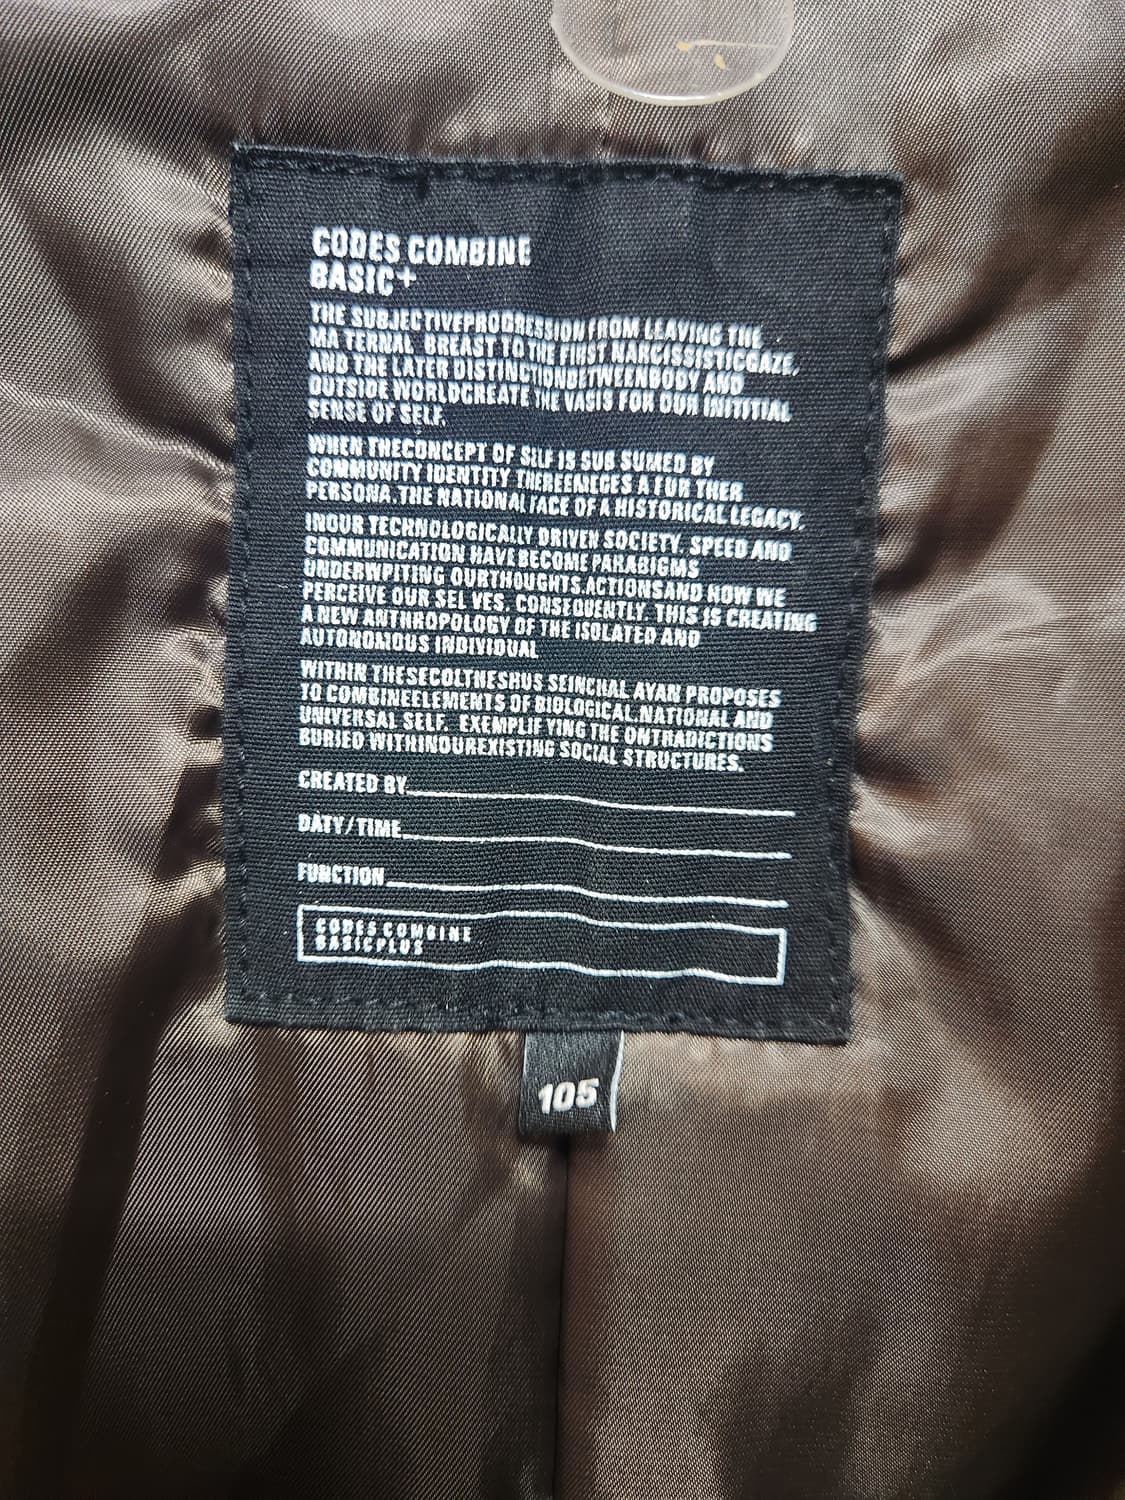 CODES COMBINE
BASIC+
THE SUBJECTIVEPROGRESSION FROM LEAVING THE
MA TERNAL BREAST TO THE FIRST NARCISSISTICGAZE,
AND THE LATER DISTINCTIONBETWEENBODY AND
OUTSIDE WORLDCREATE THE VASIS FOR OUR INITITIAL
SENSE OF SELF.
WHEN THECONCEPT OF SELF IS SUB SUMED BY
COMMUNITY IDENTITY THEREEMEGES A FUR THER
PERSONA.THE NATIONAL FACE OF A HISTORICAL LEGACY.
INOUR TECHNOLOGICALLY DRIVEN SOCIETY. SPEED AND
COMMUNICATION HAVE BECOME PARABIGMS
UNDERWPITING OURTHOUGHTS.ACTIONSAND HOW WE
PERCEIVE OUR SEL VES. CONSEQUENTLY. THIS IS CREATING
A NEW ANTHROPOLOGY OF THE ISOLATED AND
AUTONOMOUS INDIVIDUAL
WITHIN THESECOLTHESHUS SEINCHAL AYAN PROPOSES
TO COMBINEELEMENTS OF BIOLOGICAL.NATIONAL AND
UNIVERSAL SELF. EXEMPLIF YING THE ONTRADICTIONS
BURIED WITHINOUREXISTING SOCIAL STRUCTURES.
CREATED BY
DATY/TIME
FUNCTION
CODES COMBINE
BASIC PLUS
105